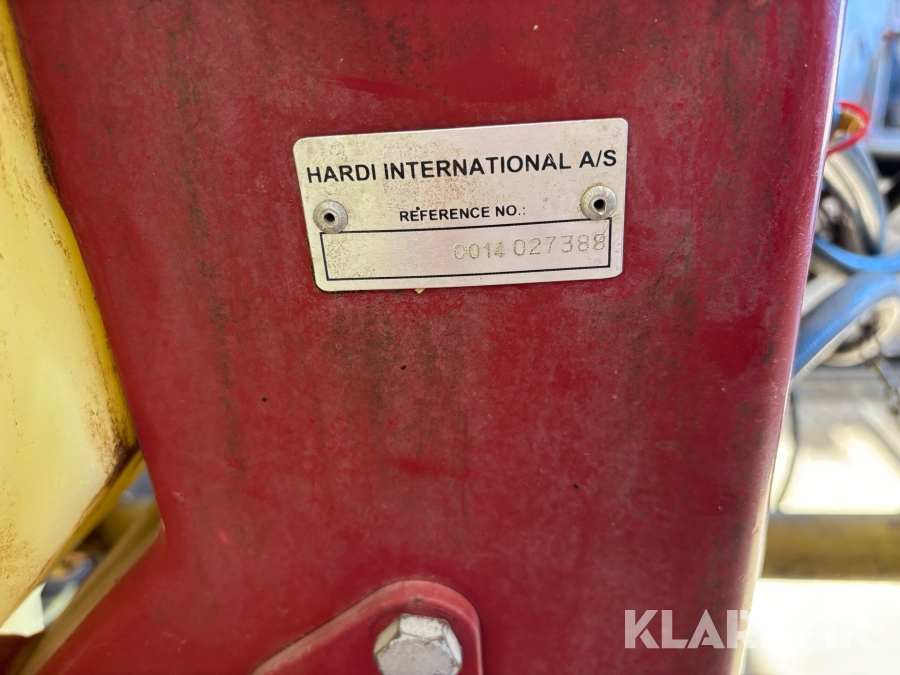 HARDI INTERNATIONAL A/S
REFERENCE NO.:
0014 027388